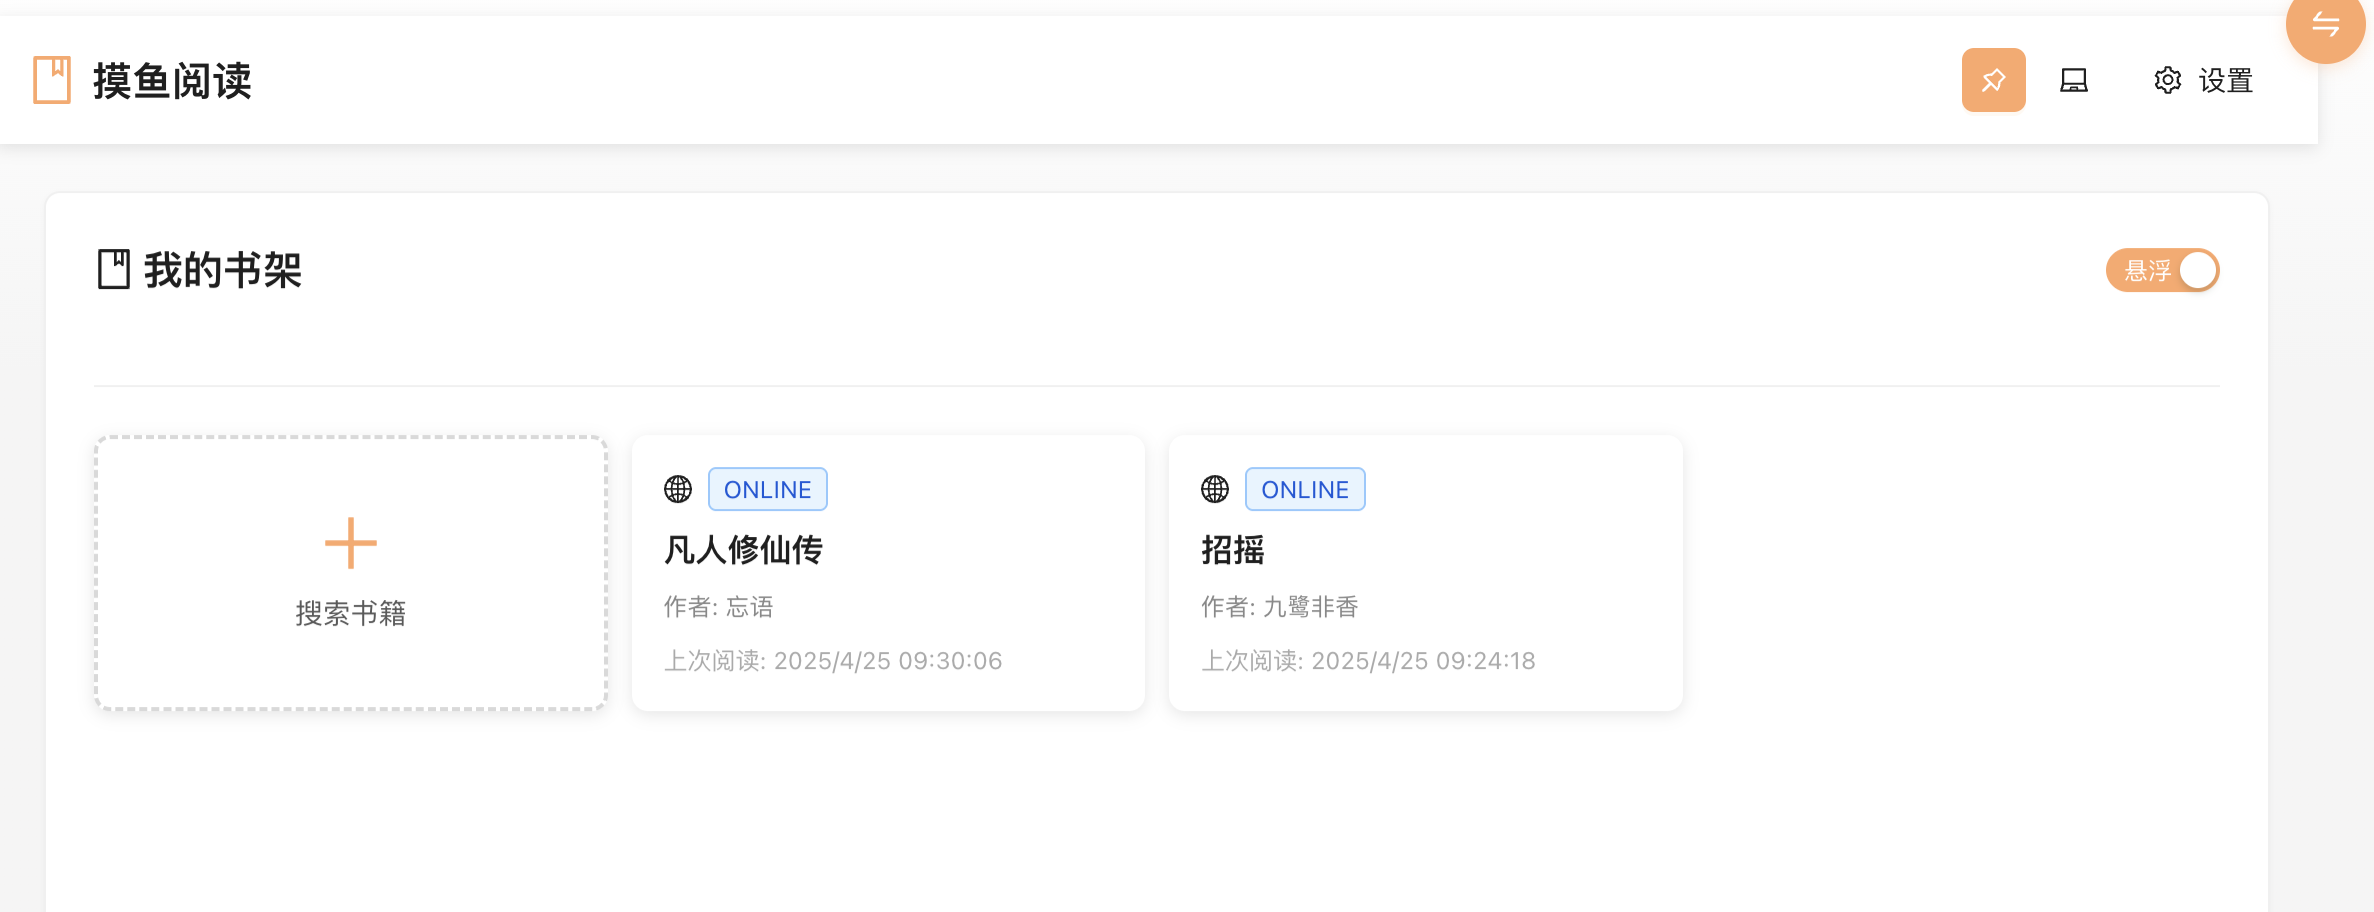 摸鱼阅读
设置
我的书架
悬浮
搜索书籍
ONLINE
凡人修仙传
作者: 忘语
上次阅读: 2025/4/25 09:30:06
ONLINE
招摇
作者: 九鹭非香
上次阅读: 2025/4/25 09:24:18